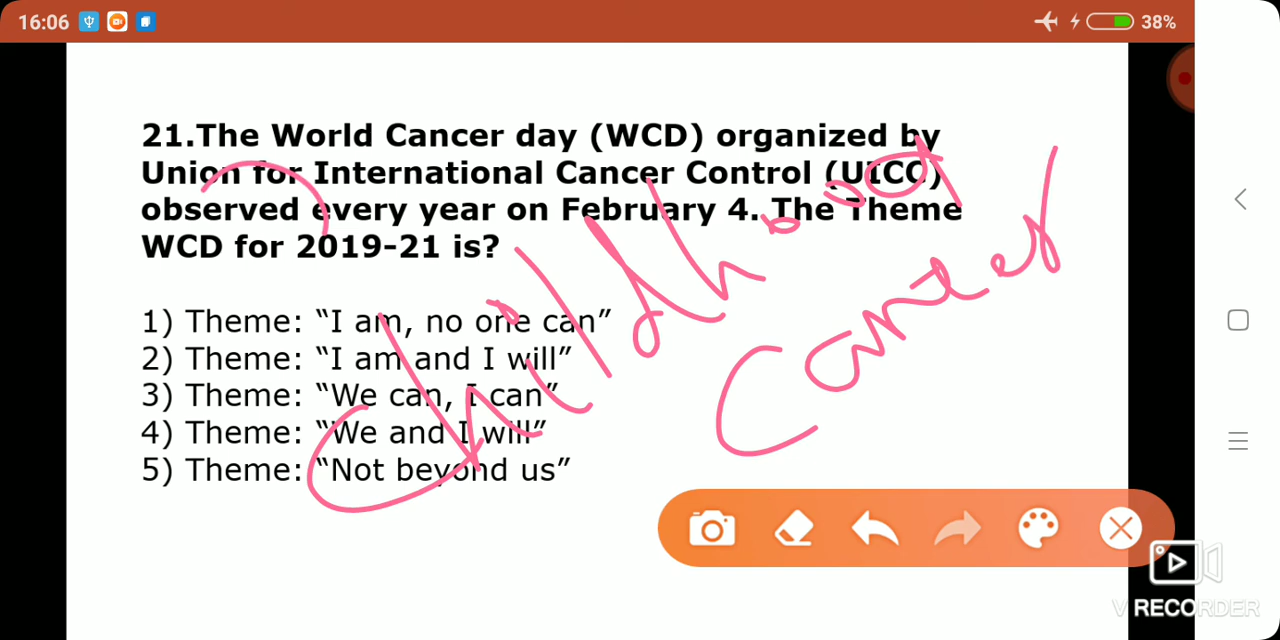 16:06
38%
21.The World Cancer day (WCD) organized by
Union for International Cancer Control (UICC)
observed every year on February 4. The Theme
WCD for 2019-21 is?
1) Theme: “I am, no one can”
2) Theme: “I am and I will”
3) Theme: “We can, I can”
4) Theme: “We and I will”
5) Theme: “Not beyond us”
Childhood
Cancer
V RECORDER